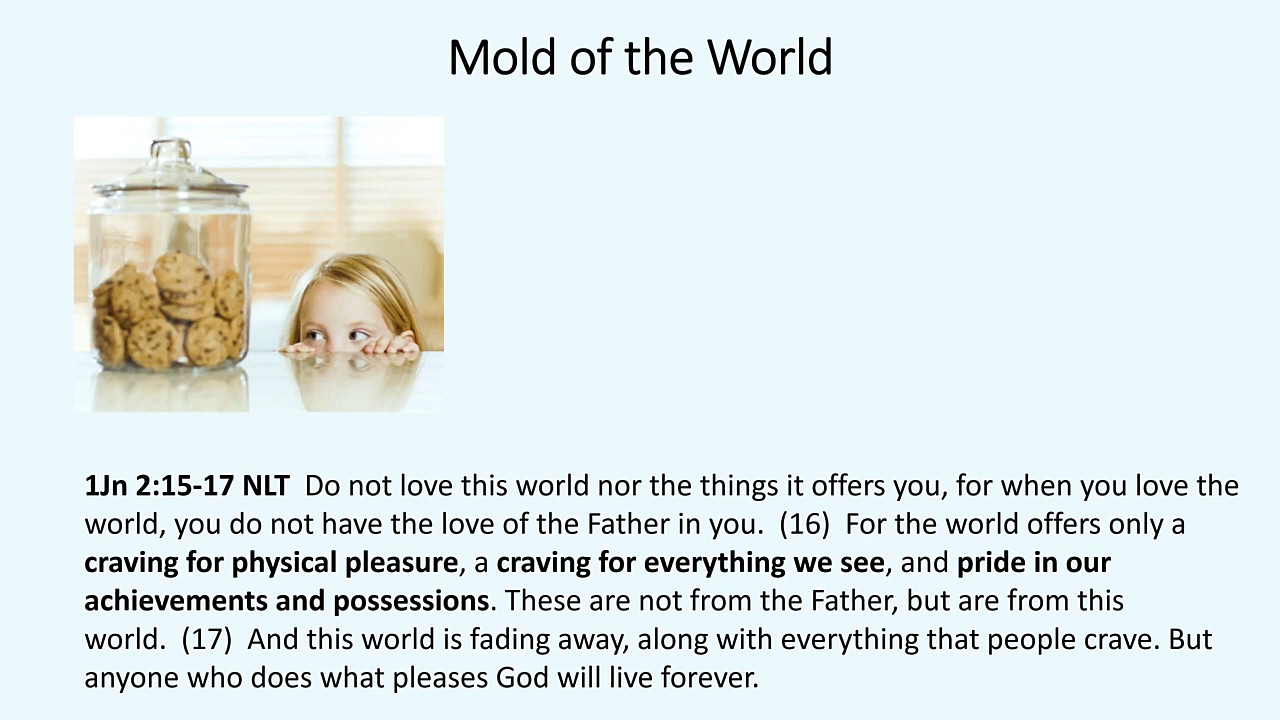 Mold of the World
1Jn 2:15-17 NLT  Do not love this world nor the things it offers you, for when you love the
world, you do not have the love of the Father in you.  (16)  For the world offers only a
craving for physical pleasure, a craving for everything we see, and pride in our
achievements and possessions. These are not from the Father, but are from this
world.  (17)  And this world is fading away, along with everything that people crave. But
anyone who does what pleases God will live forever.